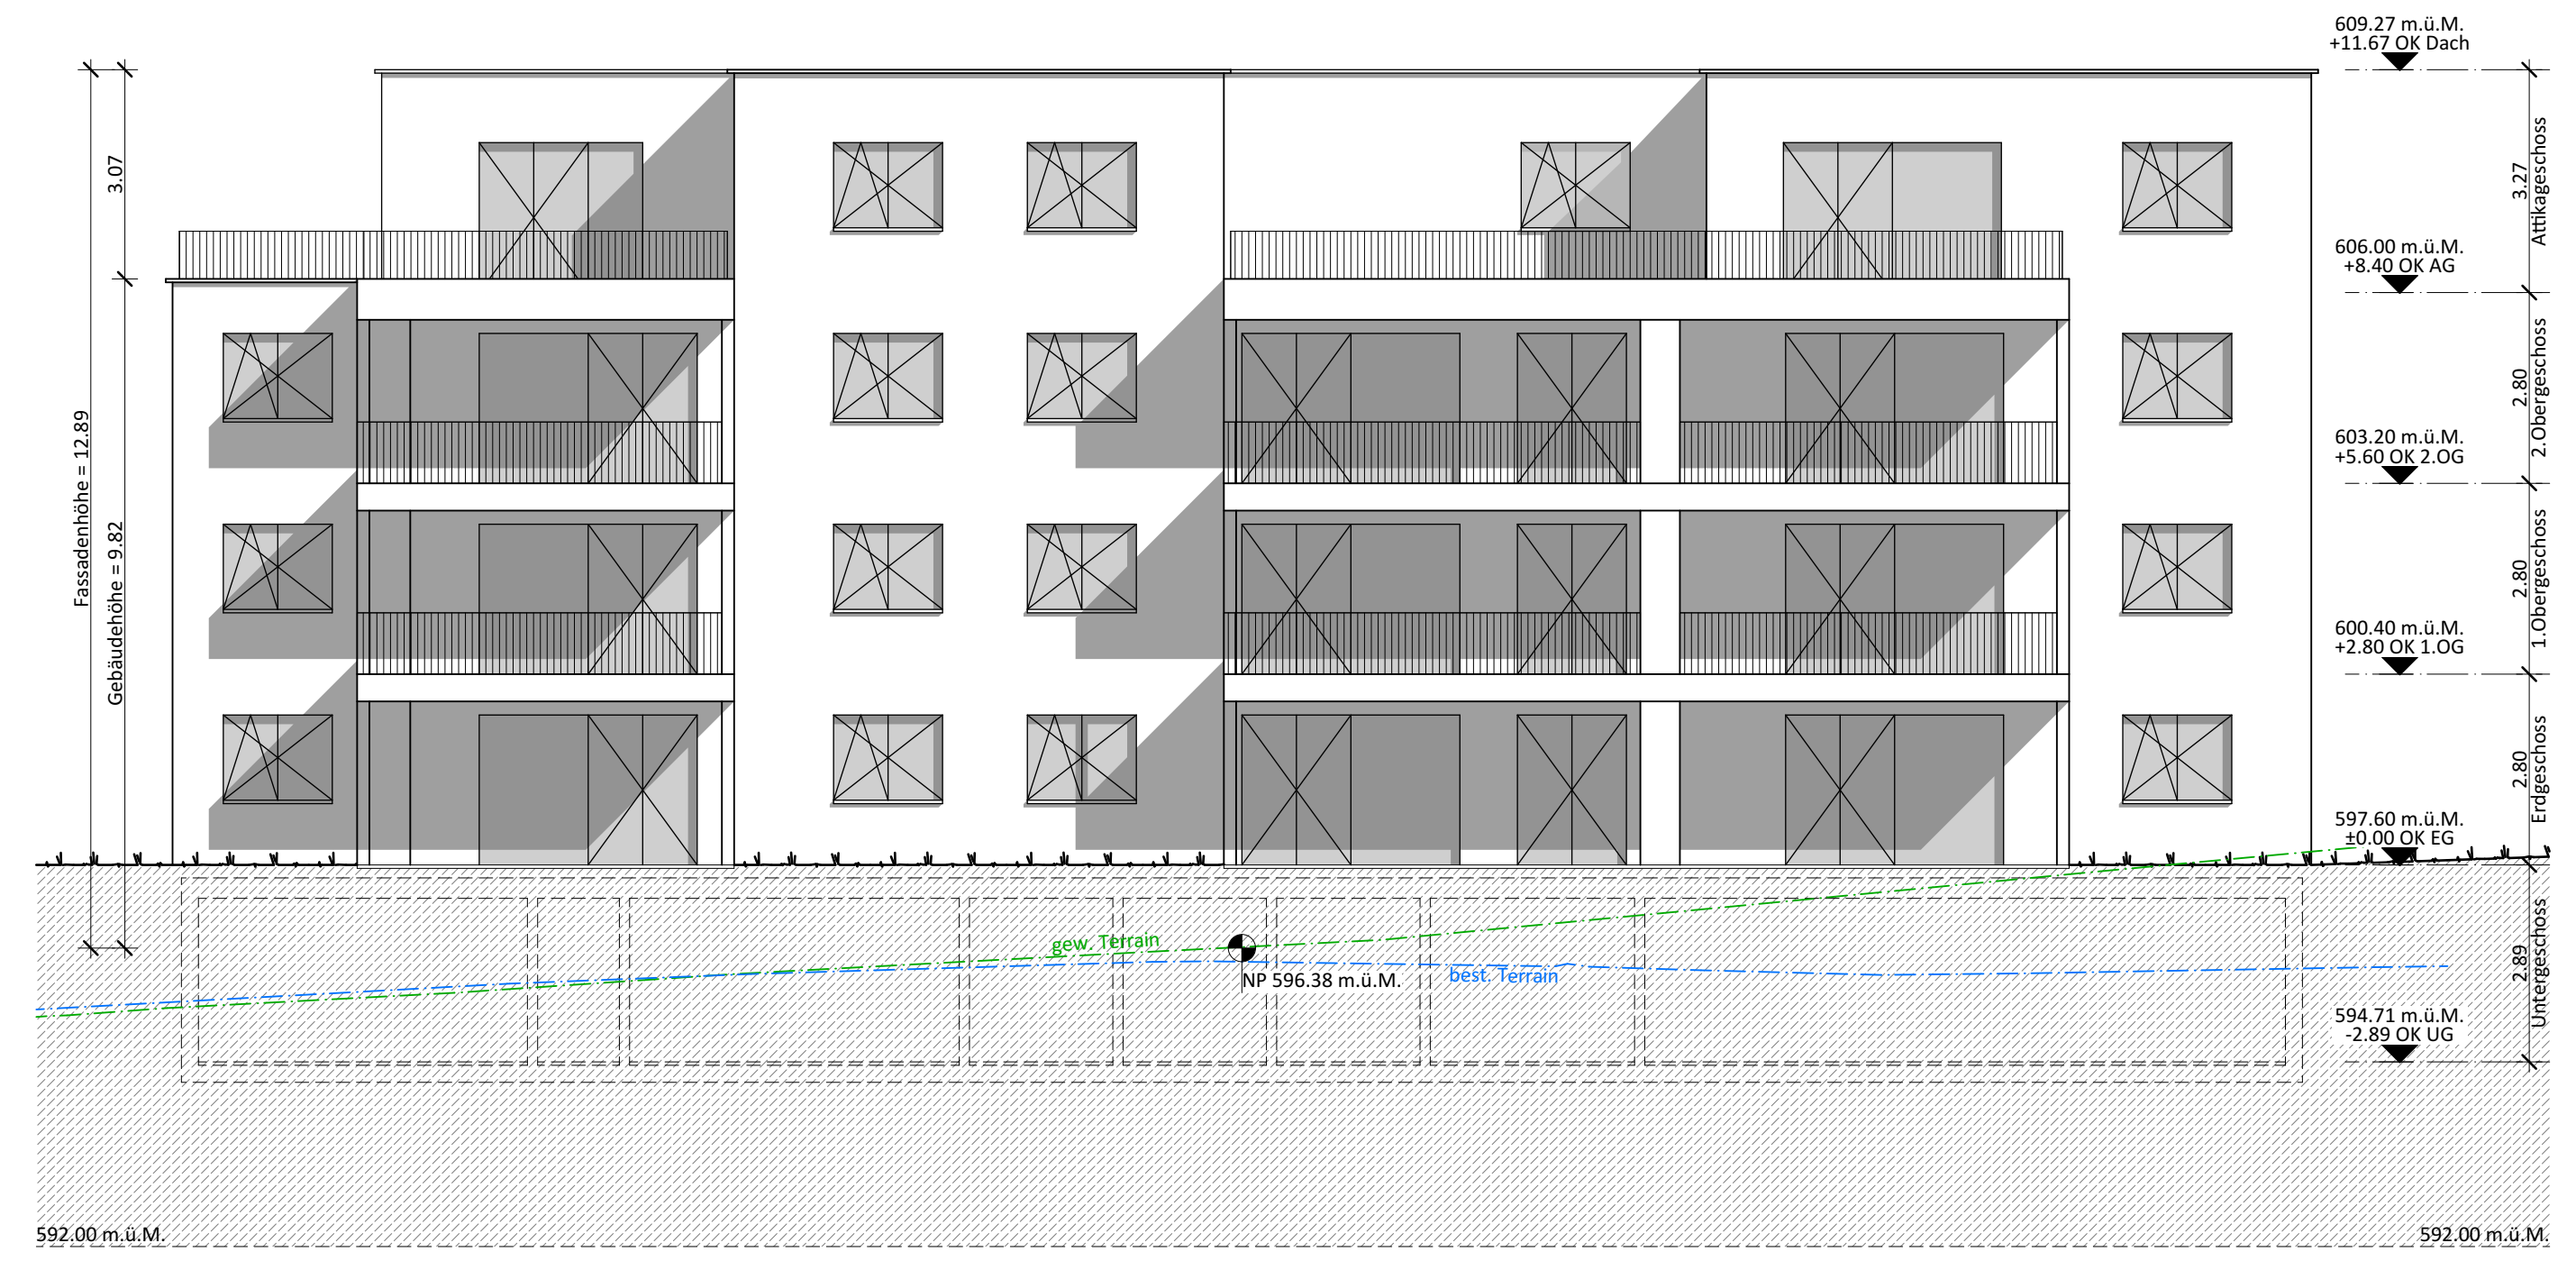 609.27 m.ü.M.
+11.67 OK Dach
3.07
3.27
Attikageschoss
606.00 m.ü.M.
+8.40 OK AG
2.80
2.Obergeschoss
Fassadenhöhe = 12.89
603.20 m.ü.M.
+5.60 OK 2.OG
Gebäudehöhe = 9.82
2.80
1.Obergeschoss
600.40 m.ü.M.
+2.80 OK 1.OG
2.80
Erdgeschoss
597.60 m.ü.M.
±0.00 OK EG
gew. Terrain
NP 596.38 m.ü.M.
best. Terrain
2.89
Untergeschoss
594.71 m.ü.M.
-2.89 OK UG
592.00 m.ü.M.
592.00 m.ü.M.